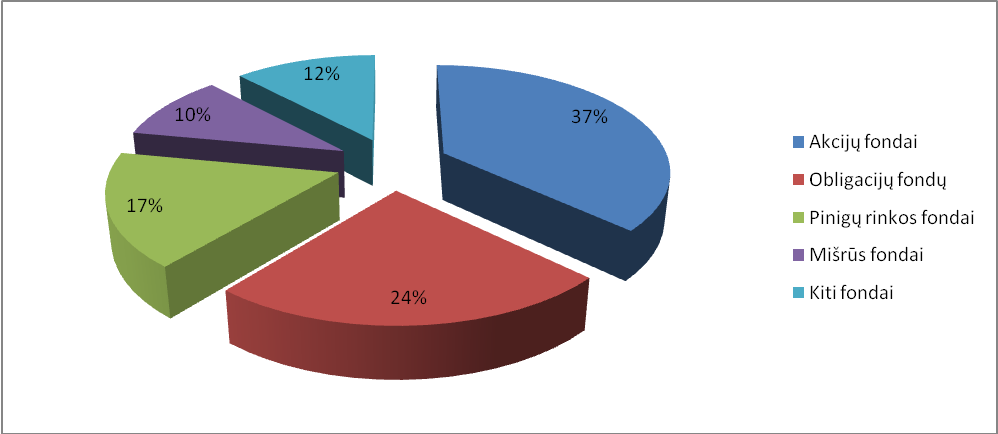 12%
37%
10%
17%
24%
Akcijų fondai
Obligacijų fondų
Pinigų rinkos fondai
Mišrūs fondai
Kiti fondai